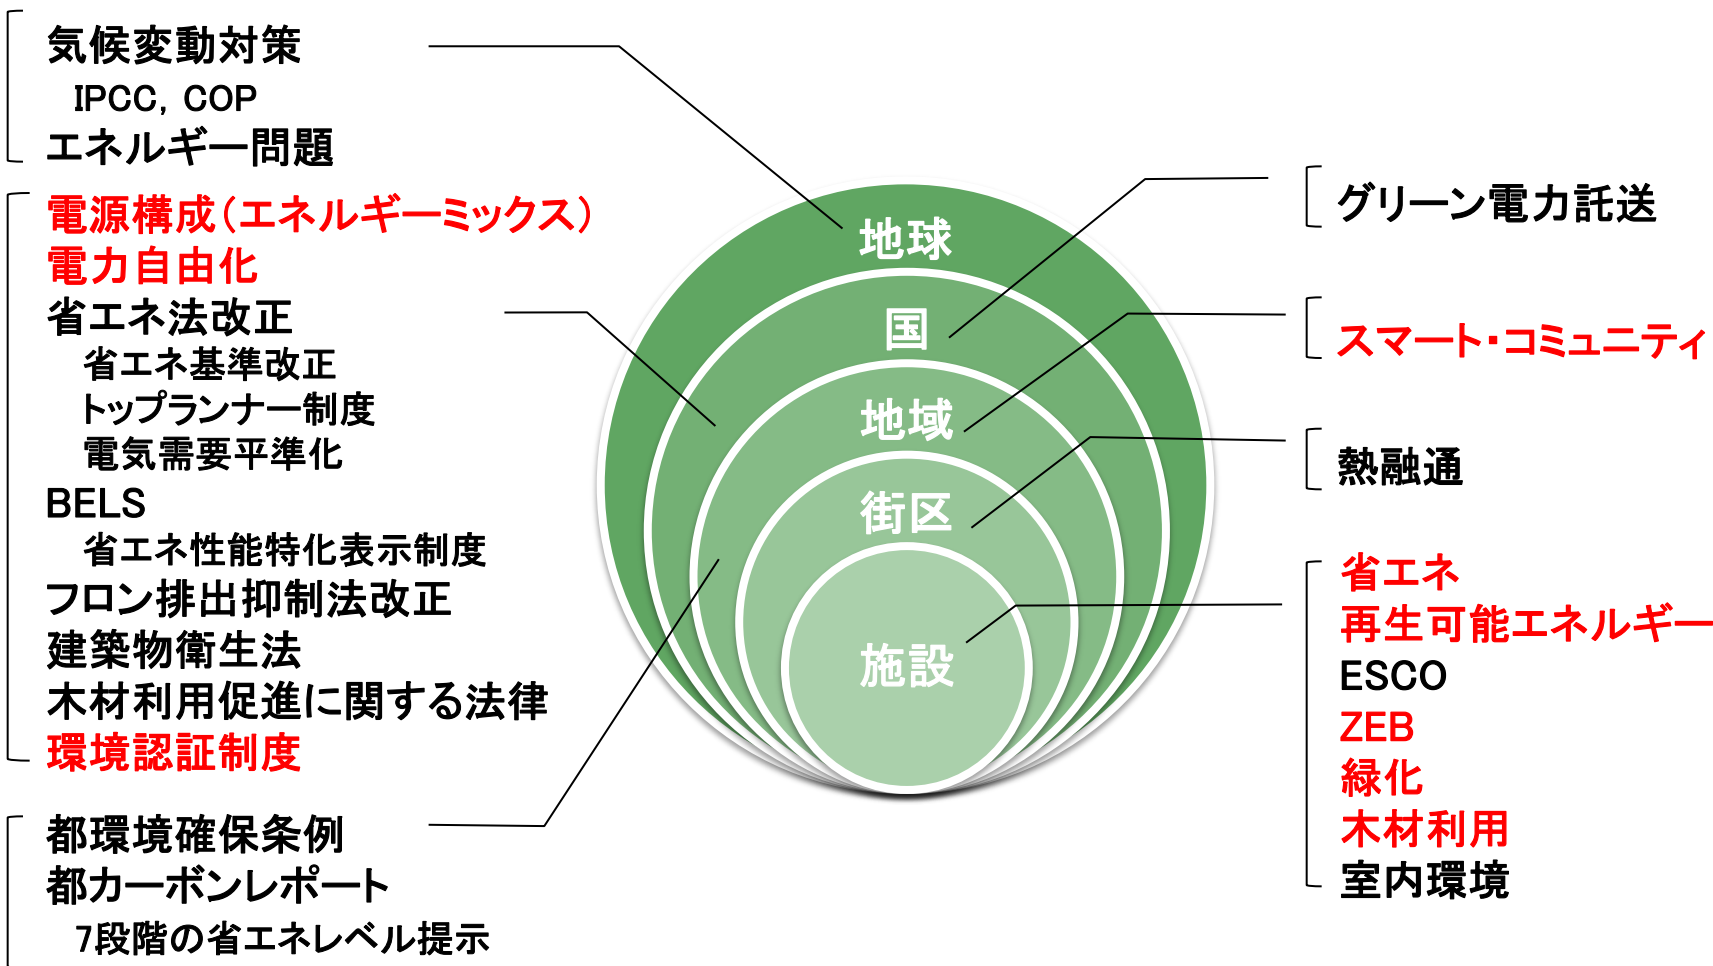 気候変動対策
IPCC, COP
エネルギー問題
電源構成（エネルギーミックス）
電力自由化
省エネ法改正
省エネ基準改正
トップランナー制度
電気需要平準化
BELS
省エネ性能特化表示制度
フロン排出抑制法改正
建築物衛生法
木材利用促進に関する法律
環境認証制度
都環境確保条例
都カーボンレポート
7段階の省エネレベル提示
地球
国
地域
街区
施設
グリーン電力託送
スマート・コミュニティ
熱融通
省エネ
再生可能エネルギー
ESCO
ZEB
緑化
木材利用
室内環境